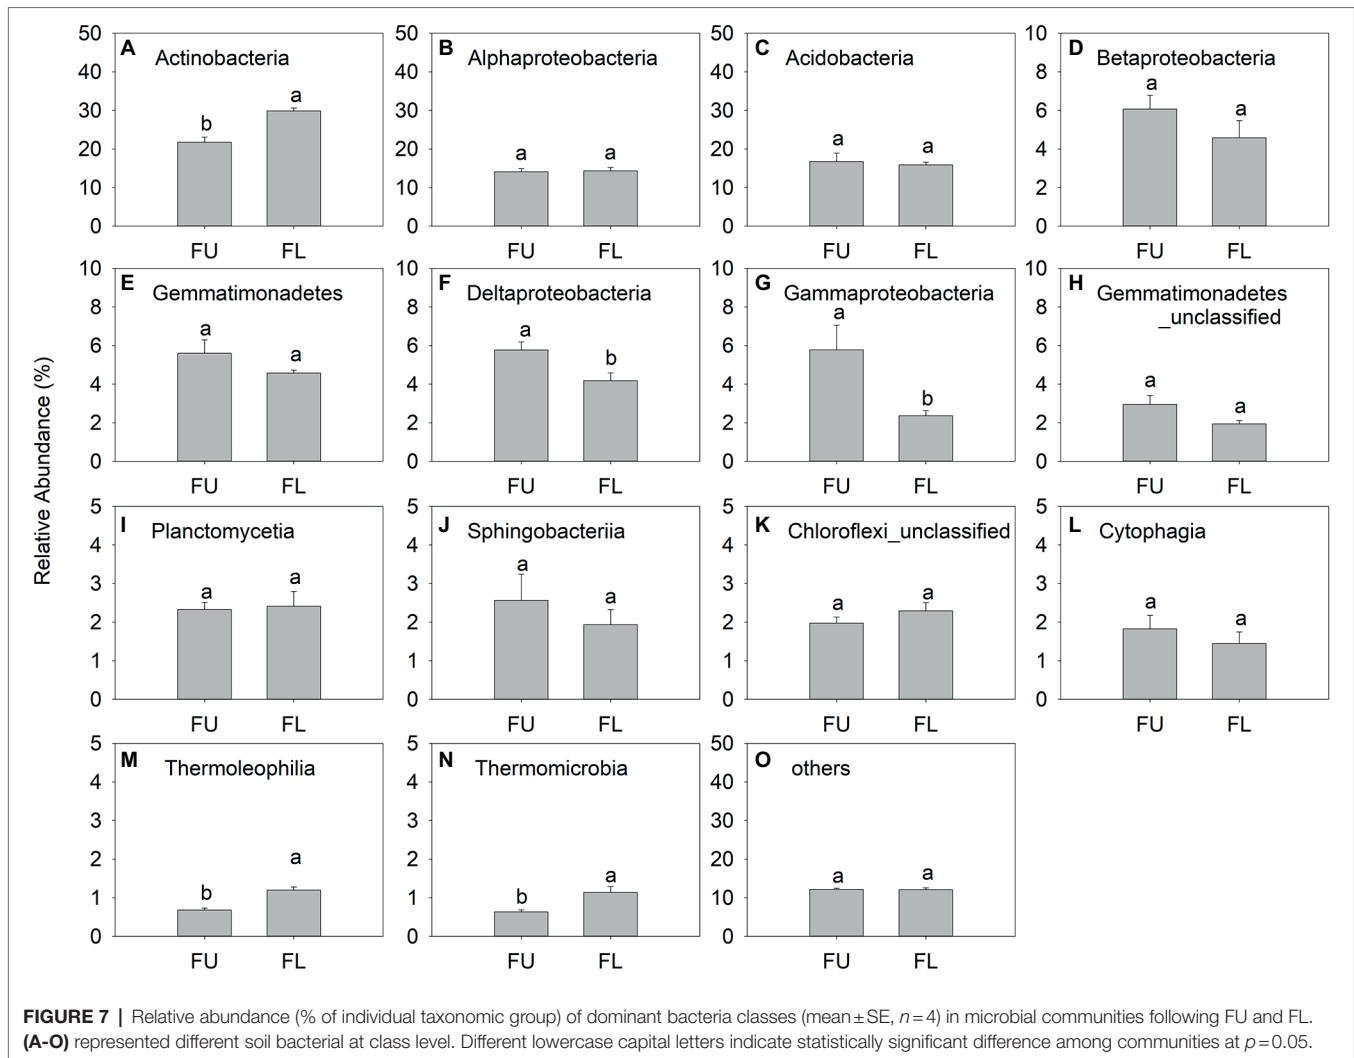 Relative Abundance (%)
A Actinobacteria
50
40
30
20
10
0
b
a
FU FL
B Alphaproteobacteria
50
40
30
20
10
0
a
a
FU FL
C Acidobacteria
50
40
30
20
10
0
a
a
FU FL
D Betaproteobacteria
10
8
6
4
2
0
a
a
FU FL
E Gemmatimonadetes
10
8
6
4
2
0
a
a
FU FL
F Deltaproteobacteria
10
8
6
4
2
0
a
b
FU FL
G Gammaproteobacteria
10
8
6
4
2
0
a
b
FU FL
H Gemmatimonadetes
_unclassified
10
8
6
4
2
0
a
a
FU FL
I Planctomycetia
5
4
3
2
1
0
a
a
FU FL
J Sphingobacteriia
5
4
3
2
1
0
a
a
FU FL
K Chloroflexi_unclassified
5
4
3
2
1
0
a
a
FU FL
L Cytophagia
5
4
3
2
1
0
a
a
FU FL
M Thermoleophilia
5
4
3
2
1
0
b
a
FU FL
N Thermomicrobia
5
4
3
2
1
0
b
a
FU FL
O others
50
40
30
20
10
0
a
a
FU FL
FIGURE 7 | Relative abundance (% of individual taxonomic group) of dominant bacteria classes (mean ± SE, n = 4) in microbial communities following FU and FL.
(A-O) represented different soil bacterial at class level. Different lowercase capital letters indicate statistically significant difference among communities at p = 0.05.